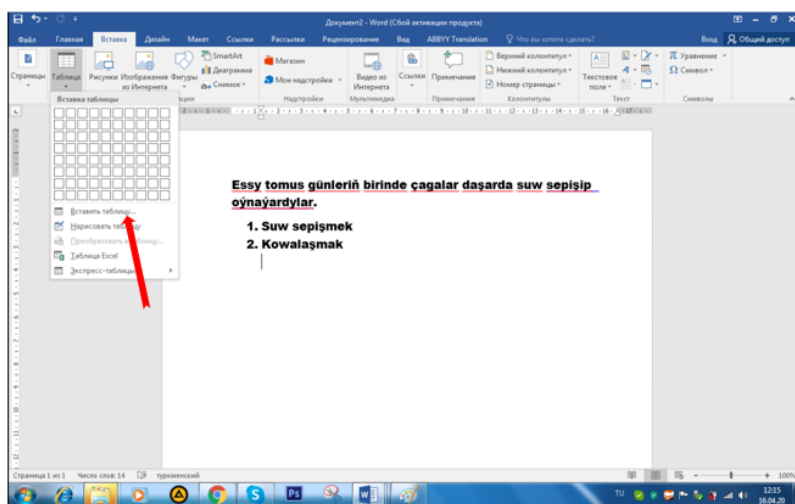 Документ2 - Word (Сбой активации продукта)
Файл Главная Вставка Дизайн Макет Ссылки Рассылки Рецензирование Вид ABBYY Translation Что вы хотите сделать? Вход Общий доступ
Страницы Таблица Рисунки Изображения из Интернета Фигуры
SmartArt
Диаграмма
Снимок
Магазин
Мои надстройки
Надстройки
Видео из Интернета
Мультимедиа
Ссылки
Примечание
Примечания
Верхний колонтитул
Нижний колонтитул
Номер страницы
Колонтитулы
Текстовое поле
Текст
Уравнение
Символ
Символы
Вставка таблицы
Вставить таблицу...
Нарисовать таблицу
Преобразовать в таблицу...
Таблица Excel
Экспресс-таблицы
Essy tomus günleriň birinde çagalar daşarda suw sepişip
oýnaýardylar.
1. Suw sepişmek
2. Kowalaşmak
Страница 1 из 1 Число слов: 14 туркменский 100%
TU 12:15
16.04.20